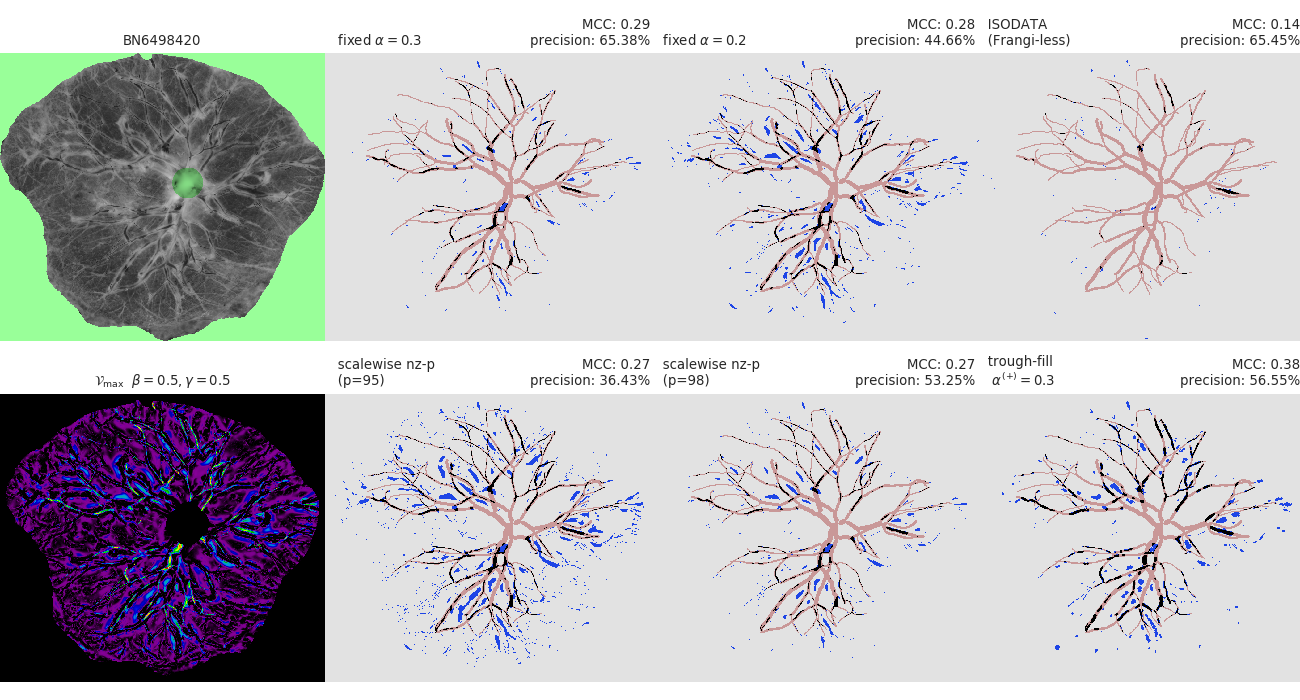 BN6498420
fixed α = 0.3
MCC: 0.29
precision: 65.38%
fixed α = 0.2
MCC: 0.28
precision: 44.66%
ISODATA
(Frangi-less)
MCC: 0.14
precision: 65.45%
𝒱max β = 0.5, γ = 0.5
scalewise nz-p
(p=95)
MCC: 0.27
precision: 36.43%
scalewise nz-p
(p=98)
MCC: 0.27
precision: 53.25%
trough-fill
α⁽⁺⁾ = 0.3
MCC: 0.38
precision: 56.55%